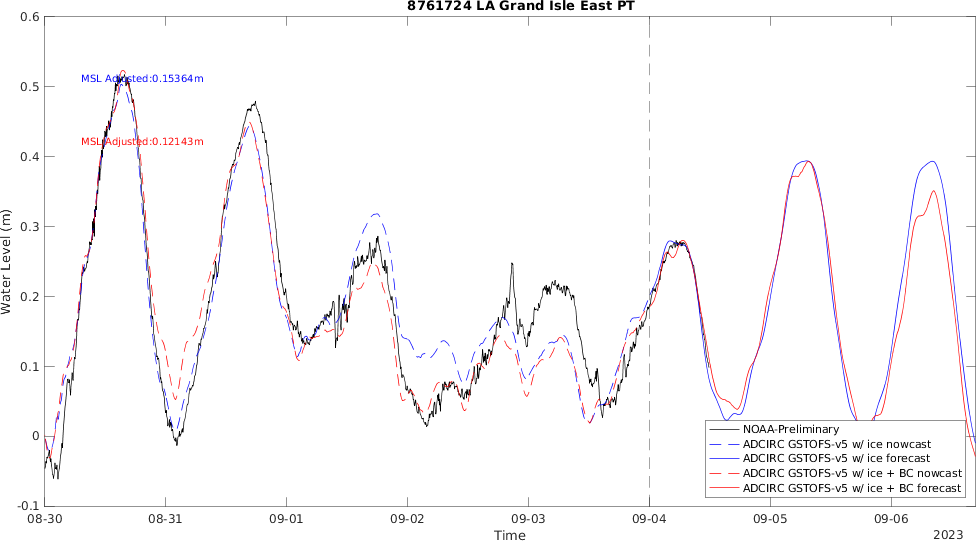 8761724 LA Grand Isle East PT
0.6
0.5
0.4
0.3
0.2
0.1
0
-0.1
Water Level (m)
MSL Adjusted:0.15364m
MSL Adjusted:0.12143m
NOAA-Preliminary
ADCIRC GSTOFS-v5 w/ ice nowcast
ADCIRC GSTOFS-v5 w/ ice forecast
ADCIRC GSTOFS-v5 w/ ice + BC nowcast
ADCIRC GSTOFS-v5 w/ ice + BC forecast
08-30 08-31 09-01 09-02 09-03 09-04 09-05 09-06
Time
2023